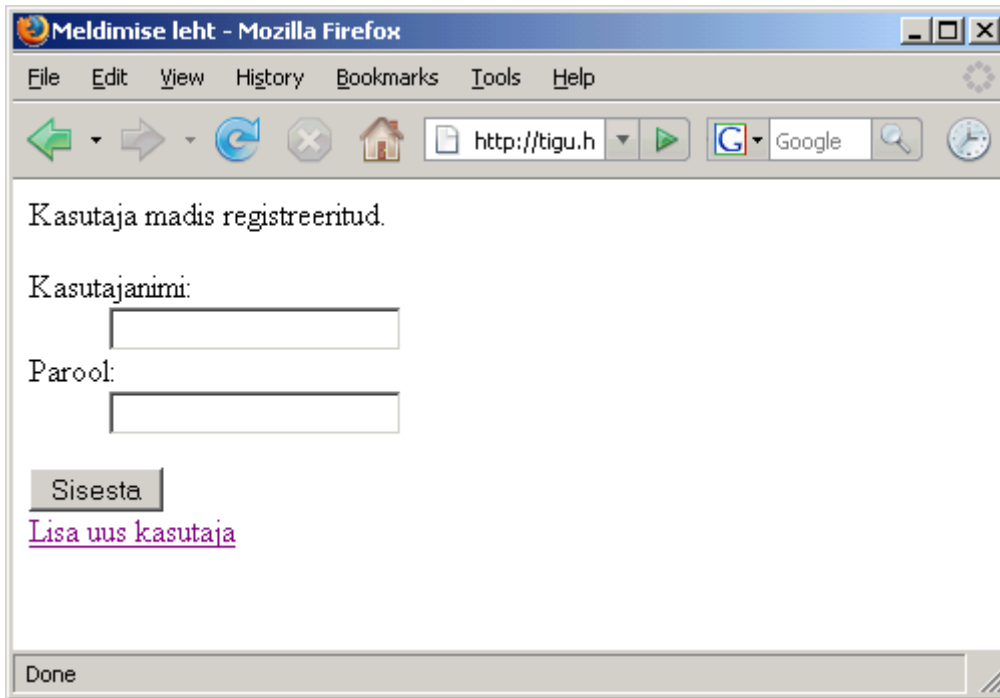 Meldimise leht - Mozilla Firefox
File Edit View History Bookmarks Tools Help
http://tigu.h G Google
Kasutaja madis registreeritud.
Kasutajanimi:
Parool:
Sisesta
Lisa uus kasutaja
Done